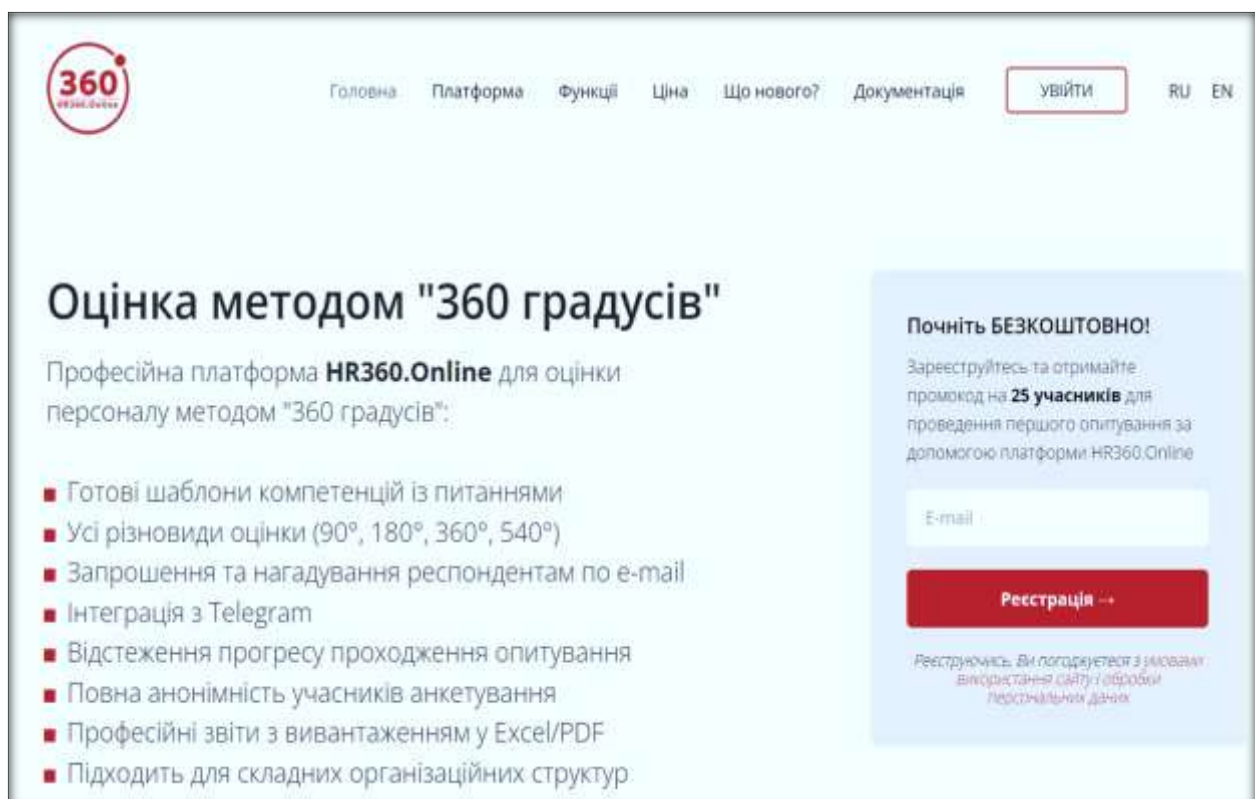 360
HR360.Online
Головна Платформа Функції Ціна Що нового? Документація УВІЙТИ RU EN
Оцінка методом "360 градусів"
Професійна платформа HR360.Online для оцінки
персоналу методом "360 градусів":
Готові шаблони компетенцій із питаннями
Усі різновиди оцінки (90°, 180°, 360°, 540°)
Запрошення та нагадування респондентам по e-mail
Інтеграція з Telegram
Відстеження прогресу проходження опитування
Повна анонімність учасників анкетування
Професійні звіти з вивантаженням у Excel/PDF
Підходить для складних організаційних структур
Почніть БЕЗКОШТОВНО!
Зареєструйтесь та отримайте
промокод на 25 учасників для
проведення першого опитування за
допомогою платформи HR360.Online
E-mail
Реєстрація →
Реєструючись, Ви погоджуєтеся з умовами
використання сайту і обробки
персональних даних